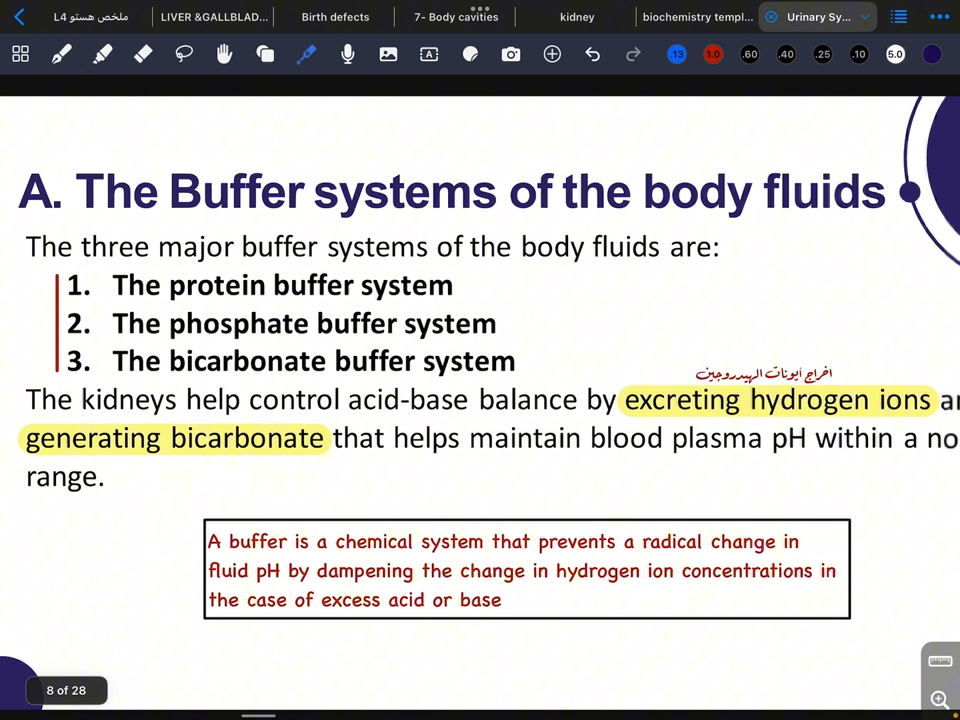 ملخص هستو L4
LIVER &GALLBLAD...
Birth defects
7- Body cavities
kidney
biochemistry templ...
Urinary Sy...
13
1.0
.60
.40
.25
.10
5.0
A. The Buffer systems of the body fluids
The three major buffer systems of the body fluids are:
1. The protein buffer system
2. The phosphate buffer system
3. The bicarbonate buffer system
اخراج أيونات الهيدروجين
The kidneys help control acid-base balance by excreting hydrogen ions
generating bicarbonate that helps maintain blood plasma pH within a
range.
A buffer is a chemical system that prevents a radical change in
fluid pH by dampening the change in hydrogen ion concentrations in
the case of excess acid or base
8 of 28